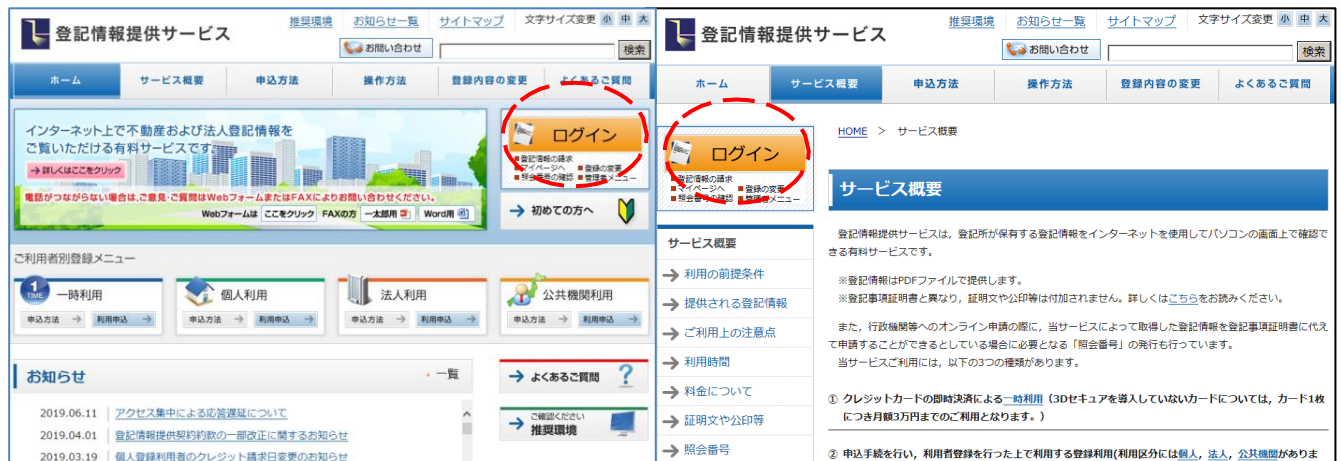 推奨環境 お知らせ一覧 サイトマップ 文字サイズ変更 小 中 大
登記情報提供サービス
お問い合わせ 検索
ホーム サービス概要 申込方法 操作方法 登録内容の変更 よくあるご質問
インターネット上で不動産および法人登記情報を
ご覧いただける有料サービスです。
詳しくはここをクリック
電話がつながらない場合は、ご意見・ご質問はWebフォームまたはFAXによりお問い合わせください。
Webフォームは ここをクリック FAXの方 一太郎用 Word用
ログイン
■登記情報の請求
■マイページへ ■登録の変更
■照会番号の確認 ■管理者メニュー
初めての方へ
ご利用者別登録メニュー
1 TIME 一時利用 個人利用 法人利用 公共機関利用
申込方法 利用申込 申込方法 利用申込 申込方法 利用申込 申込方法 利用申込
お知らせ ・一覧
2019.06.11 アクセス集中による応答遅延について
2019.04.01 登記情報提供契約約款の一部改正に関するお知らせ
2019.03.19 個人登録利用者のクレジット請求日変更のお知らせ
よくあるご質問 ?
ご確認ください
推奨環境
推奨環境 お知らせ一覧 サイトマップ 文字サイズ変更 小 中 大
登記情報提供サービス
お問い合わせ 検索
ホーム サービス概要 申込方法 操作方法 登録内容の変更 よくあるご質問
ログイン
■登記情報の請求
■マイページへ ■登録の変更
■照会番号の確認 ■管理者メニュー
サービス概要
利用の前提条件
提供される登記情報
ご利用上の注意点
利用時間
料金について
証明文や公印等
照会番号
HOME > サービス概要
サービス概要
登記情報提供サービスは，登記所が保有する登記情報をインターネットを使用してパソコンの画面上で確認で
きる有料サービスです。
※登記情報はPDFファイルで提供します。
※登記事項証明書と異なり，証明文や公印等は付加されません。詳しくはこちらをお読みください。
また，行政機関等へのオンライン申請の際に，当サービスによって取得した登記情報を登記事項証明書に代え
て申請することができるとしている場合に必要となる「照会番号」の発行も行っています。
当サービスご利用には，以下の3つの種類があります。
① クレジットカードの即時決済による一時利用（3Dセキュアを導入していないカードについては，カード1枚
につき月額3万円までのご利用となります。）
② 申込手続を行い，利用者登録を行った上で利用する登録利用(利用区分には個人，法人，公共機関がありま